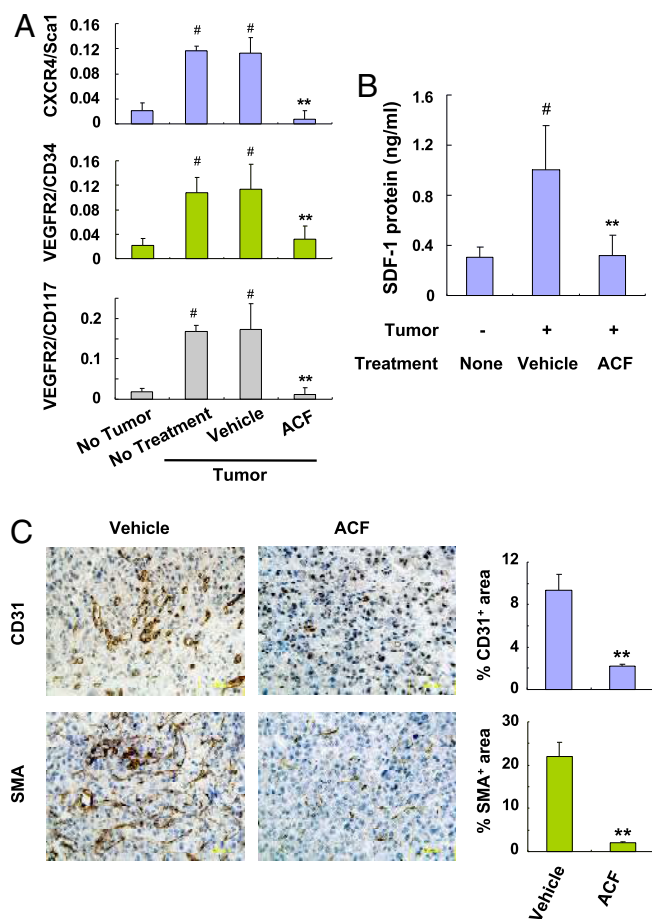 A
CXCR4/Sca1
0.16
0.12
0.08
0.04
0
#
#
**
VEGFR2/CD34
0.16
0.12
0.08
0.04
0
#
#
**
VEGFR2/CD117
0.2
0.1
0
#
#
**
No Tumor
No Treatment
Vehicle
ACF
Tumor
B
SDF-1 protein (ng/ml)
1.6
1.2
0.8
0.4
0
#
**
Tumor - + +
Treatment None Vehicle ACF
C
Vehicle ACF
CD31
SMA
% CD31+ area
12
8
4
0
**
% SMA+ area
30
20
10
0
**
Vehicle
ACF